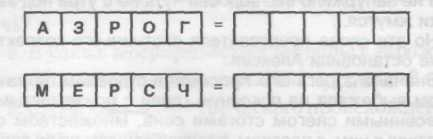 А З Р О Г =
М Е Р С Ч =